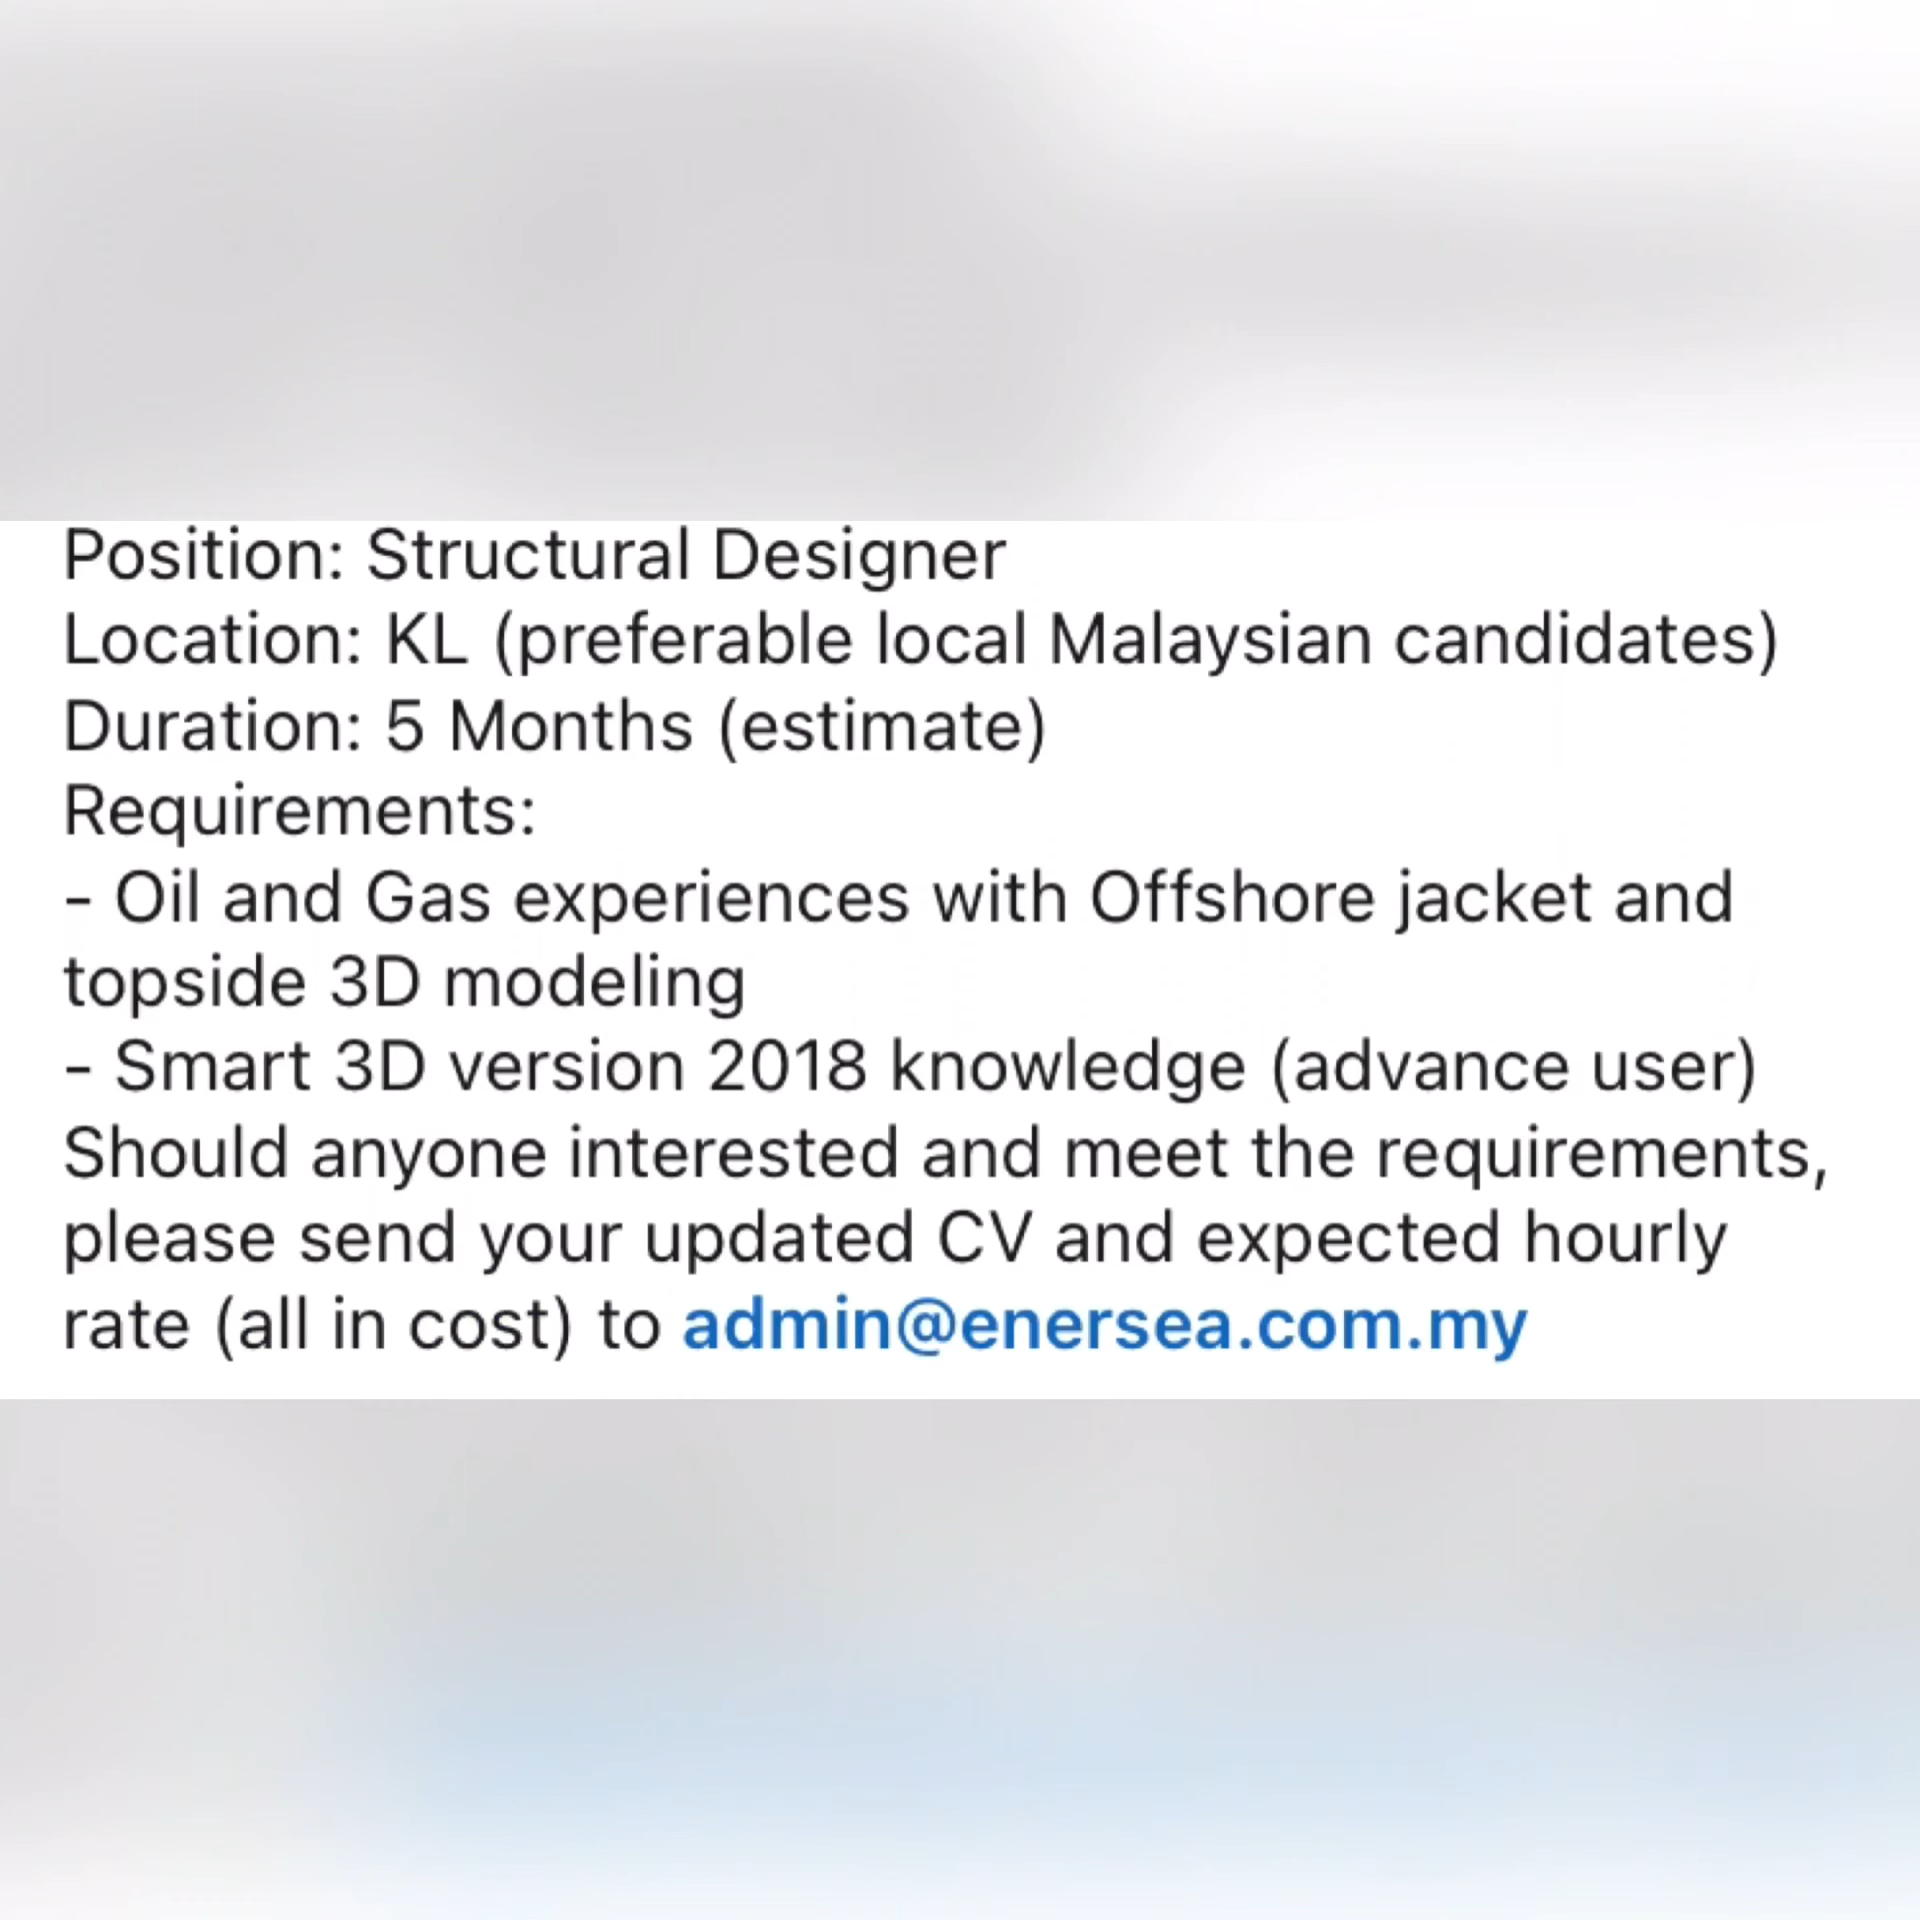 Position: Structural Designer
Location: KL (preferable local Malaysian candidates)
Duration: 5 Months (estimate)
Requirements:
- Oil and Gas experiences with Offshore jacket and
topside 3D modeling
- Smart 3D version 2018 knowledge (advance user)
Should anyone interested and meet the requirements,
please send your updated CV and expected hourly
rate (all in cost) to admin@enersea.com.my